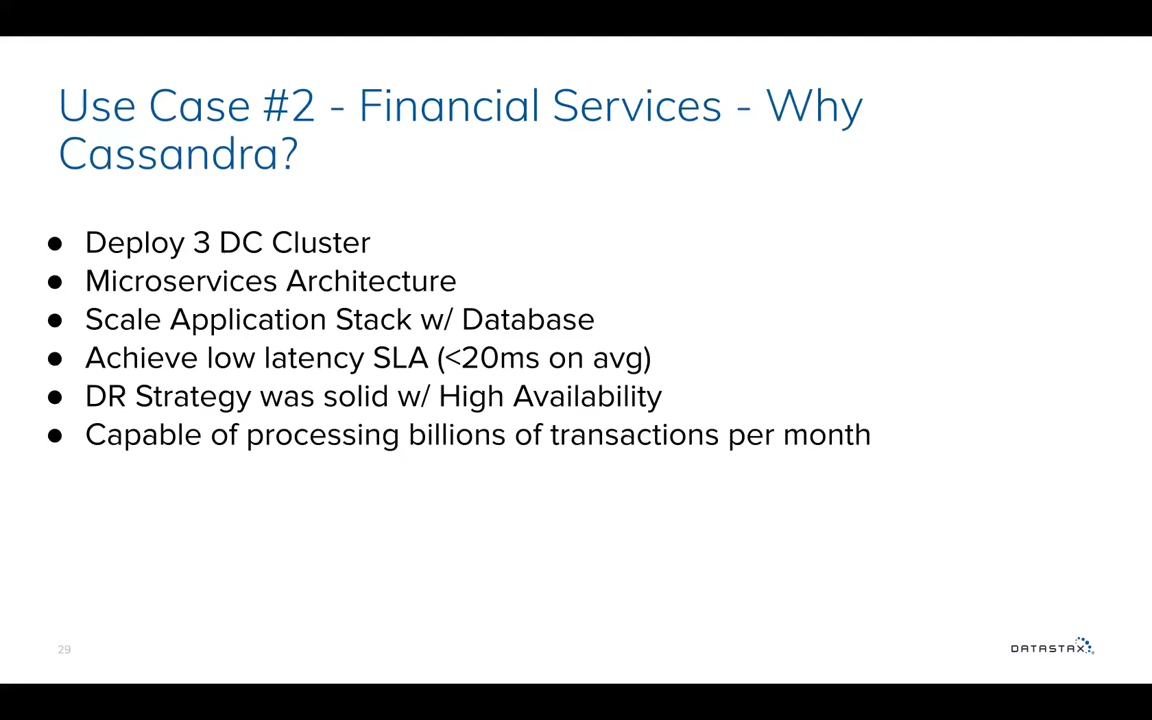 Use Case #2 - Financial Services - Why
Cassandra?
● Deploy 3 DC Cluster
● Microservices Architecture
● Scale Application Stack w/ Database
● Achieve low latency SLA (<20ms on avg)
● DR Strategy was solid w/ High Availability
● Capable of processing billions of transactions per month
29
DATASTAX